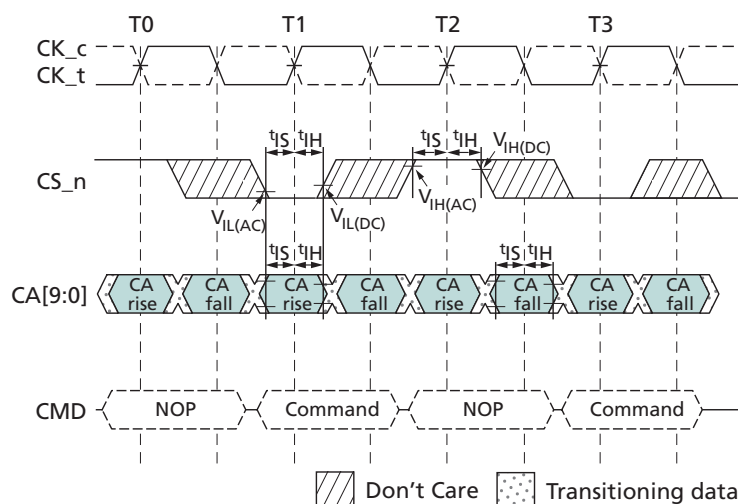 T0 T1 T2 T3
CK_c
CK_t
tIS tIH tIS tIH
VIH(DC)
CS_n
VIL(AC) VIL(DC) VIH(AC)
tIS tIH tIS tIH
CA[9:0]
CA rise
CA fall
CA rise
CA fall
CA rise
CA fall
CA rise
CA fall
CMD NOP Command NOP Command
Don't Care Transitioning data